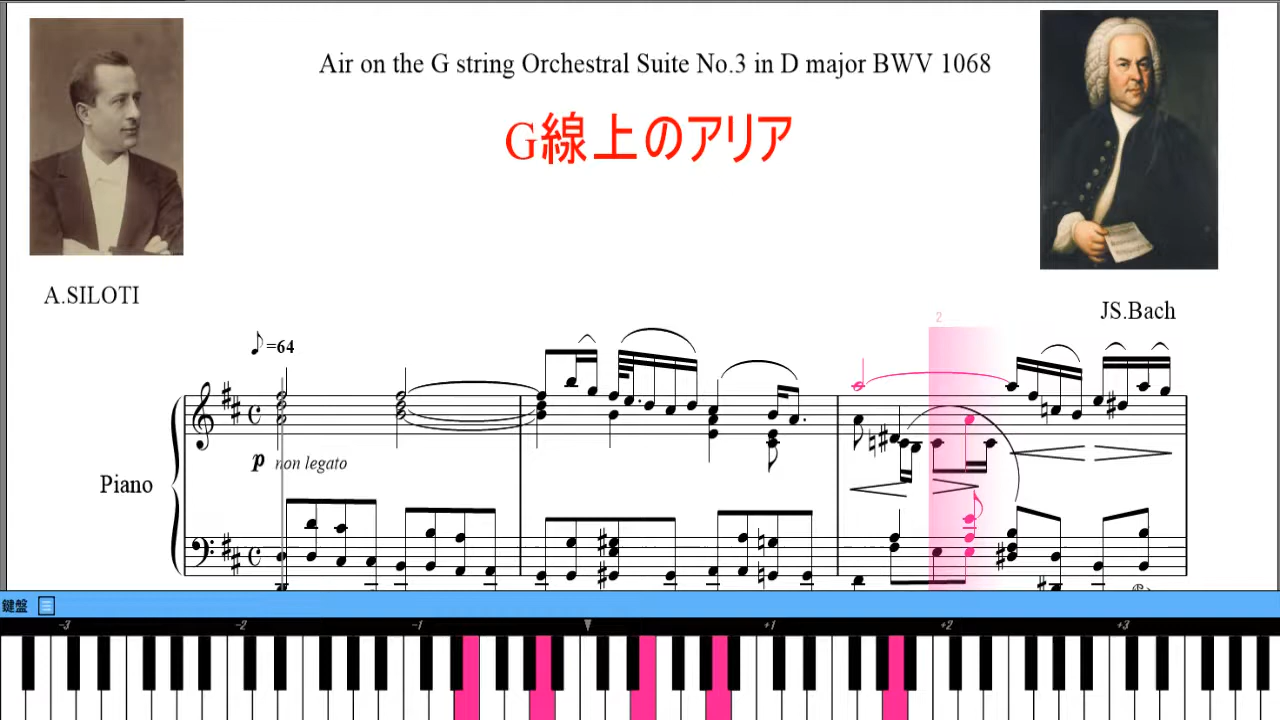 Air on the G string Orchestral Suite No.3 in D major BWV 1068
G線上のアリア
A.SILOTI
JS.Bach
=64
2
p non legato
Piano
鍵盤
-3 -2 -1 +1 +2 +3